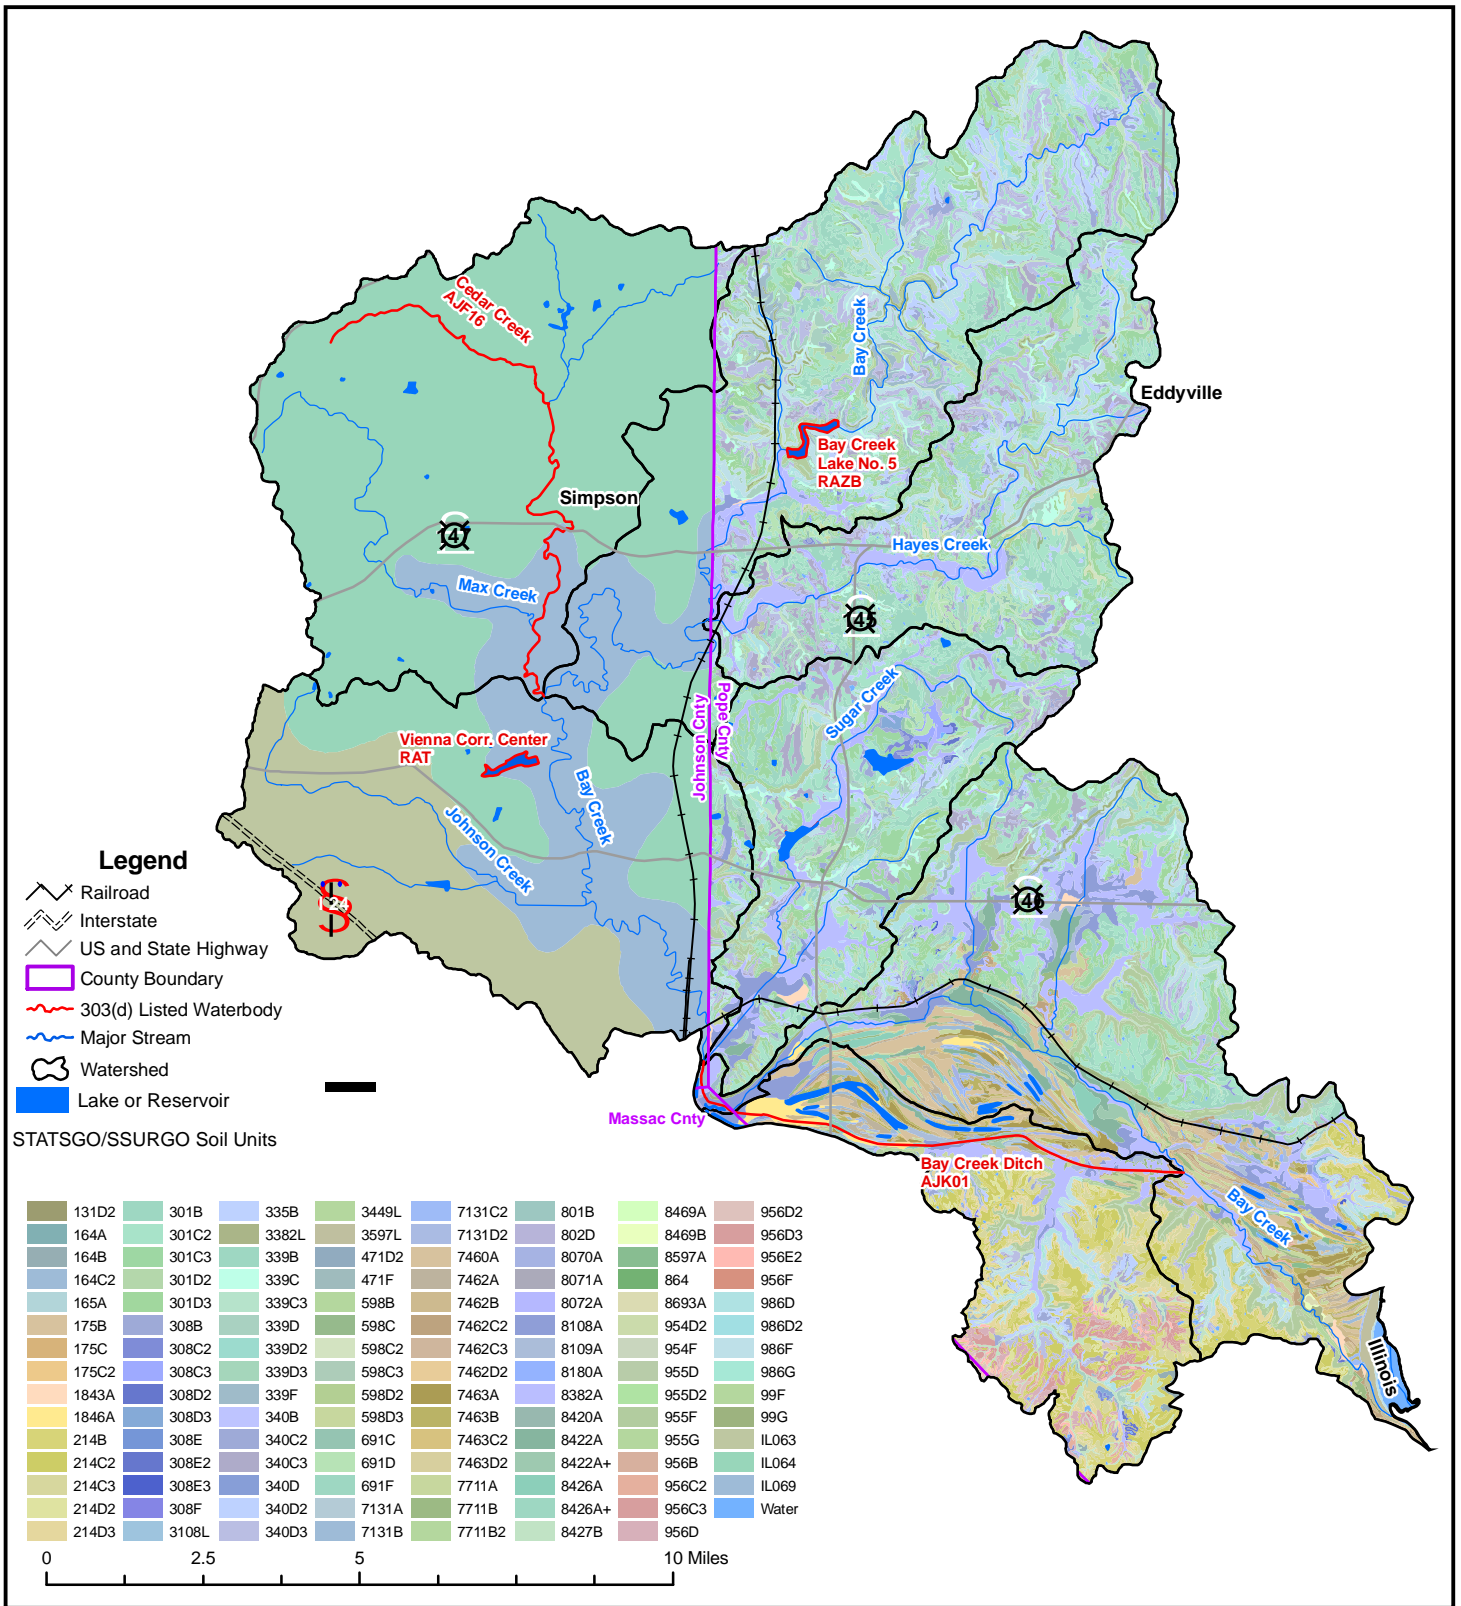 Cedar Creek
AJF16
Bay Creek
Eddyville
Bay Creek
Lake No. 5
RAZB
Simpson
147
Hayes Creek
Max Creek
145
Sugar Creek
Johnson Cnty
Pope Cnty
Vienna Corr. Center
RAT
Bay Creek
Johnson Creek
146
Legend
Railroad
Interstate
US and State Highway
County Boundary
303(d) Listed Waterbody
Major Stream
Watershed
Lake or Reservoir
STATSGO/SSURGO Soil Units
Massac Cnty
Bay Creek Ditch
AJK01
Bay Creek
Illinois
131D2 301B 335B 3449L 7131C2 801B 8469A 956D2
164A 301C2 3382L 3597L 7131D2 802D 8469B 956D3
164B 301C3 339B 471D2 7460A 8070A 8597A 956E2
164C2 301D2 339C 471F 7462A 8071A 864 956F
165A 301D3 339C3 598B 7462B 8072A 8693A 986D
175B 308B 339D 598C 7462C2 8108A 954D2 986D2
175C 308C2 339D2 598C2 7462C3 8109A 954F 986F
175C2 308C3 339D3 598C3 7462D2 8180A 955D 986G
1843A 308D2 339F 598D2 7463A 8382A 955D2 99F
1846A 308D3 340B 598D3 7463B 8420A 955F 99G
214B 308E 340C2 691C 7463C2 8422A 955G IL063
214C2 308E2 340C3 691D 7463D2 8422A+ 956B IL064
214C3 308E3 340D 691F 7711A 8426A 956C2 IL069
214D2 308F 340D2 7131A 7711B 8426A+ 956C3 Water
214D3 3108L 340D3 7131B 7711B2 8427B 956D
0 2.5 5 10 Miles